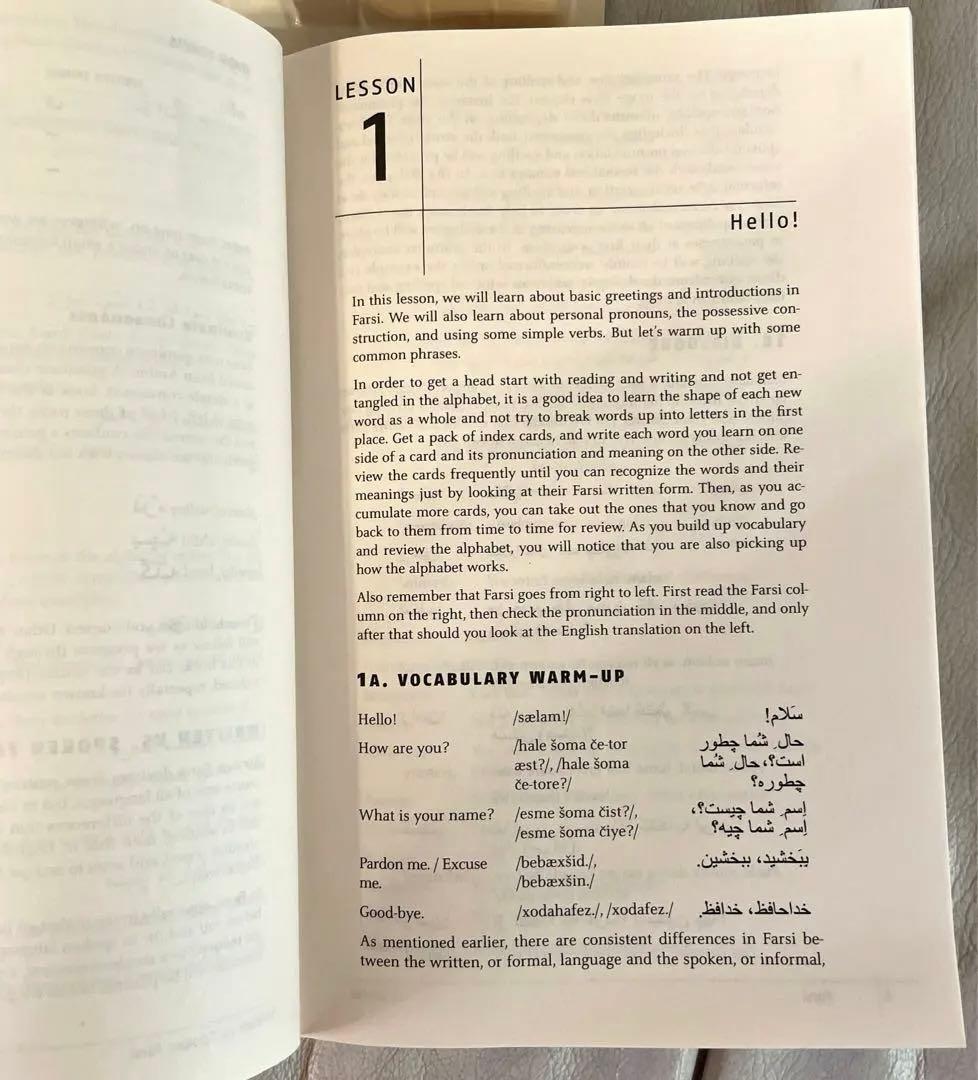 LESSON
1
Hello!
In this lesson, we will learn about basic greetings and introductions in
Farsi. We will also learn about personal pronouns, the possessive con-
struction, and using some simple verbs. But let's warm up with some
common phrases.
In order to get a head start with reading and writing and not get en-
tangled in the alphabet, it is a good idea to learn the shape of each new
word as a whole and not try to break words up into letters in the first
place. Get a pack of index cards, and write each word you learn on one
side of a card and its pronunciation and meaning on the other side. Re-
view the cards frequently until you can recognize the words and their
meanings just by looking at their Farsi written form. Then, as you ac-
cumulate more cards, you can take out the ones that you know and go
back to them from time to time for review. As you build up vocabulary
and review the alphabet, you will notice that you are also picking up
how the alphabet works.
Also remember that Farsi goes from right to left. First read the Farsi col-
umn on the right, then check the pronunciation in the middle, and only
after that should you look at the English translation on the left.
1A. VOCABULARY WARM-UP
Hello! /sælam!/ سَلام!
How are you? /hale šoma če-tor حالِ شُما چطور
æst?/, /hale šoma است؟، حالِ شُما
če-tore?/ چطوره؟
What is your name? /esme šoma čist?/, اِسمِ شما چیست؟،
/esme šoma čiye?/ اِسمِ شما چیه؟
Pardon me. / Excuse /bebæxšid./, ببَخشید، ببخشین.
me. /bebæxšin./
Good-bye. /xodahafez./, /xodafez./ خداحافظ، خدافظ.
As mentioned earlier, there are consistent differences in Farsi be-
tween the written, or formal, language and the spoken, or informal,